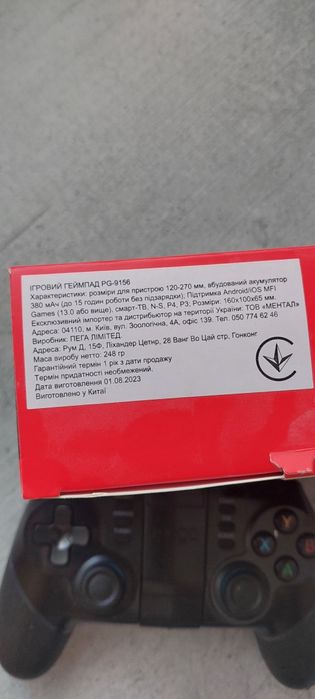 ІГРОВИЙ ГЕЙМПАД PG-9156
Характеристики: розміри для пристрою 120-270 мм, вбудований акумулятор
380 мАч (до 15 годин роботи без підзарядки); Підтримка Android/iOS MFI
Games (13.0 або вище), смарт-ТВ, N-S, P4, P3; Розміри: 160х100х65 мм.
Ексклюзивний імпортер та дистрибьютор на території України: ТОВ «МЕНТАЛ»
Адреса: 04110, м. Київ, вул. Зоологічна, 4А, офіс 139. Тел. 050 774 62 46
Виробник: ПЕГА ЛІМІТЕД
Адреса: Рум Д, 15Ф, Ліхандер Цетнр, 28 Ванг Во Цай стр, Гонконг
Маса виробу нетто: 248 гр
Гарантійний термін 1 рік з дати продажу
Термін придатності необмежений.
Дата виготовлення 01.08.2023
Виготовлено у Китаї
Y
X
B
A